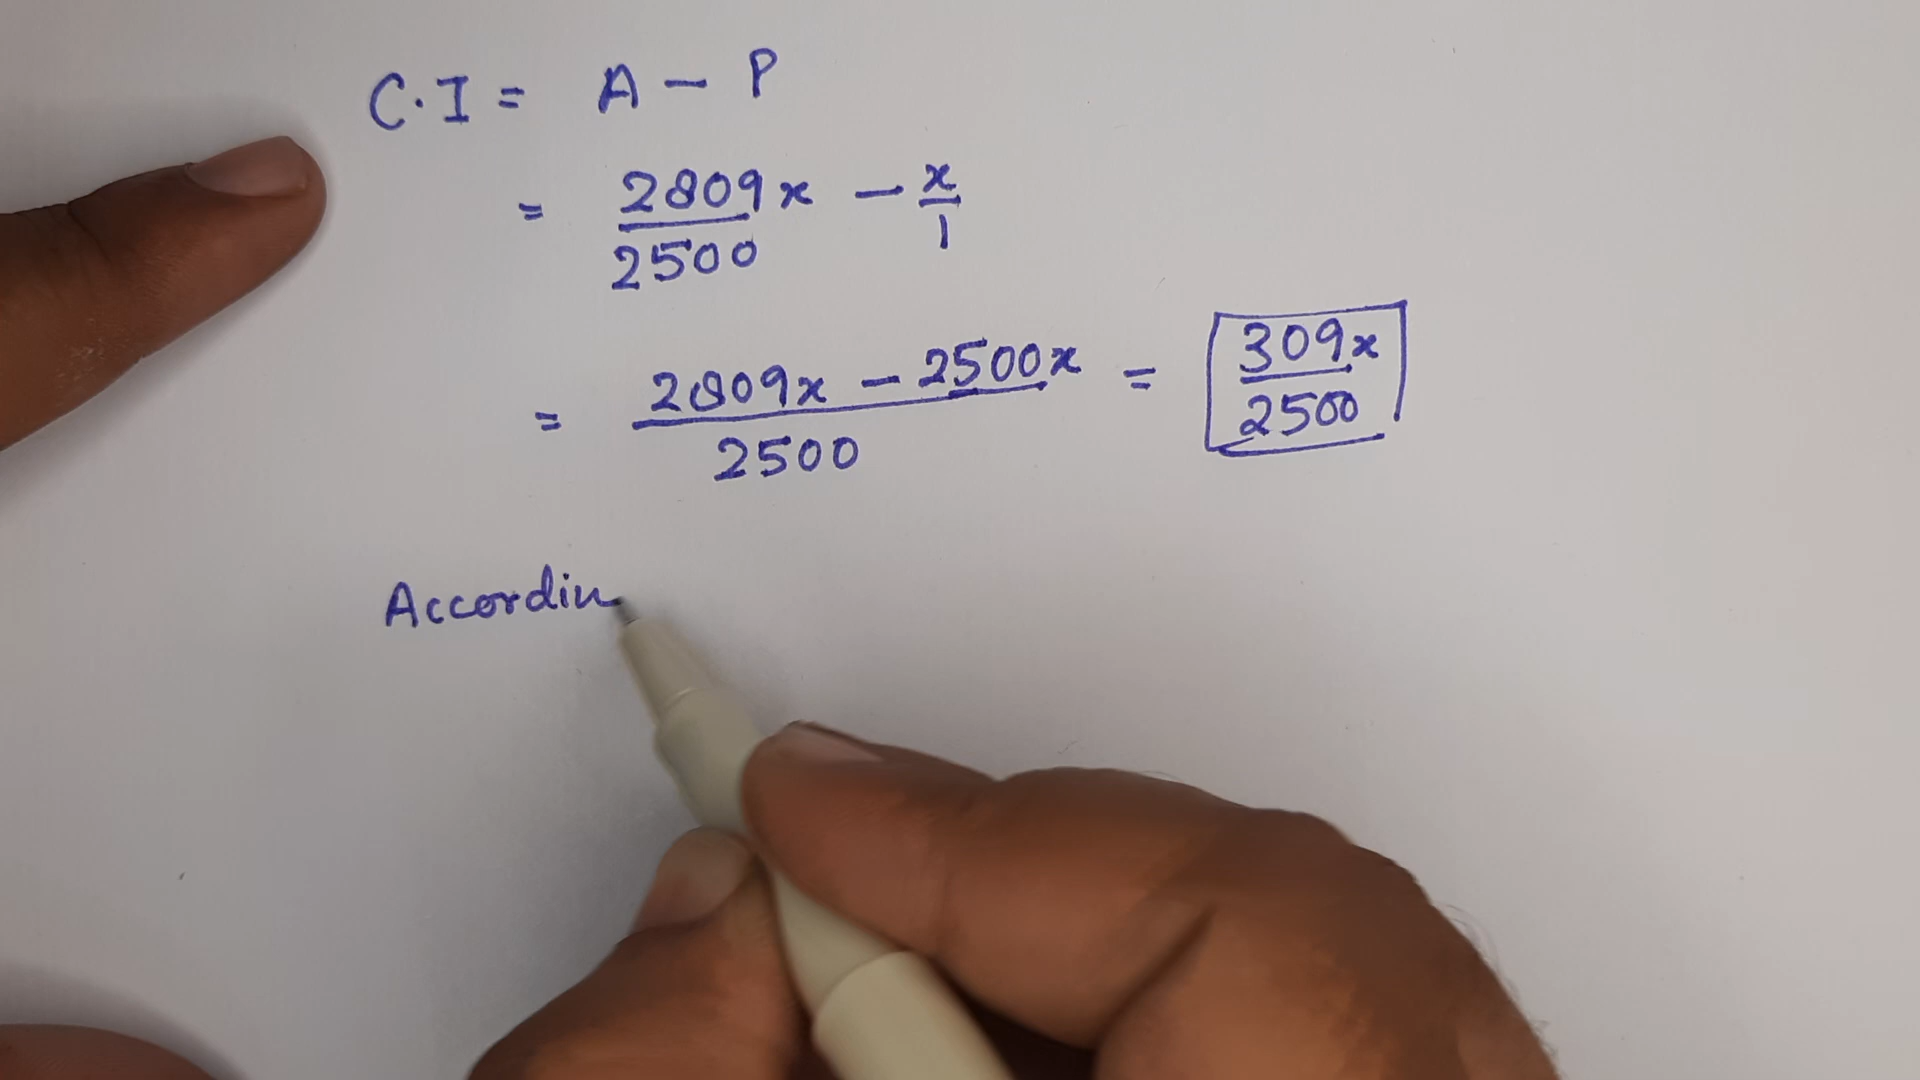 C.I = A - P
= 2809x/2500 - x/1
= (2809x - 2500x)/2500 = 309x/2500
Accordin